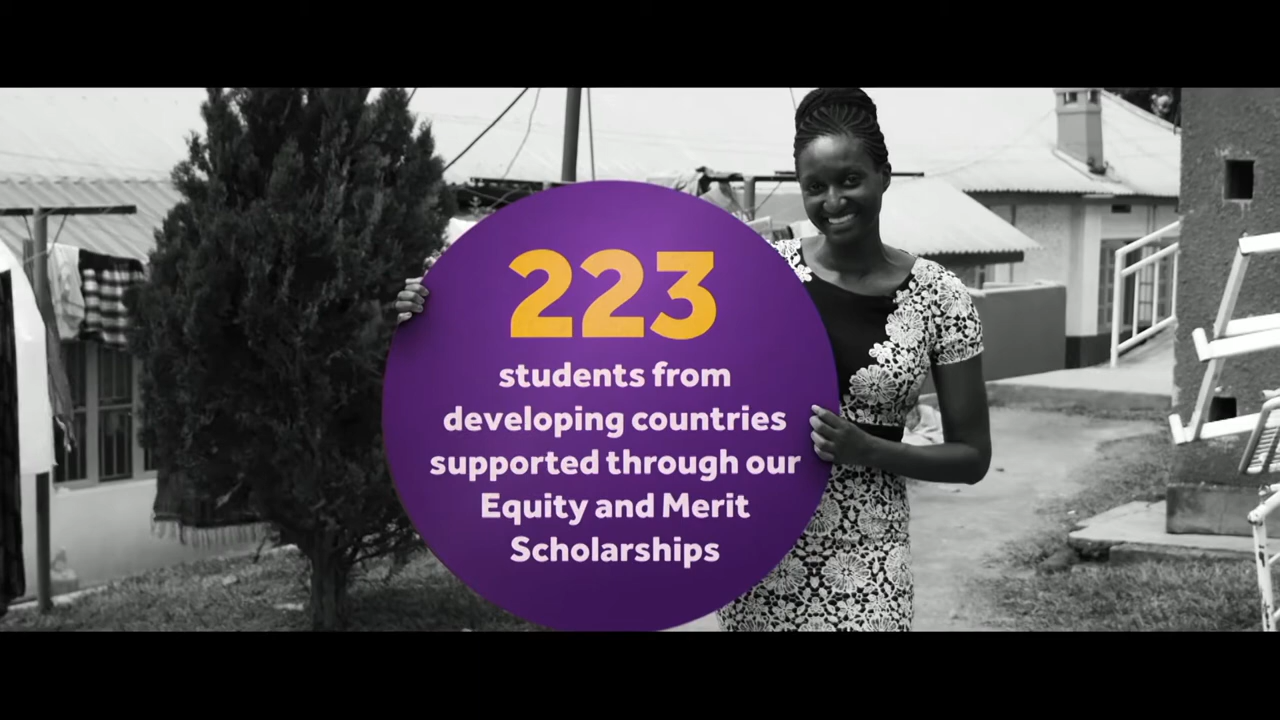 223
students from
developing countries
supported through our
Equity and Merit
Scholarships